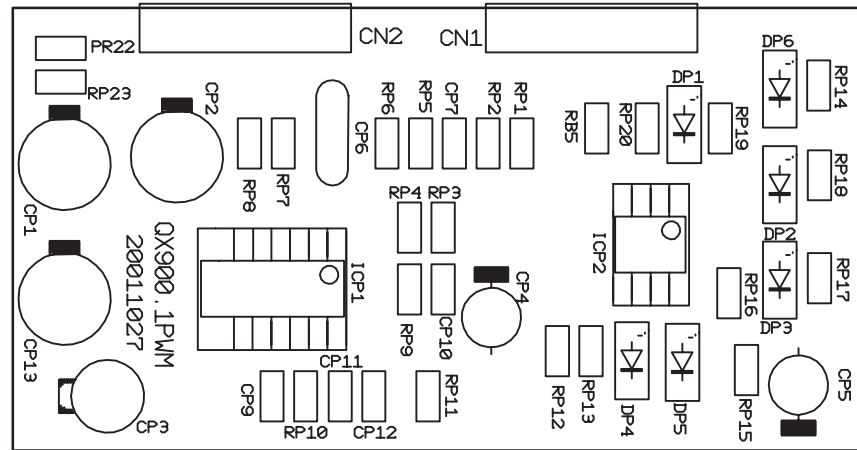 CN2
CN1
PR22
RP23
CP2
DP6
DP1
RP14
RP6
RP5
CP7
RP2
RP1
CP6
RB5
RP20
RP19
RP8
RP7
RP18
CP1
RP4
RP3
DP2
QX900.1PWM
20011027
ICP1
ICP2
CP4
RP16
RP17
RP9
CP10
DP3
CP13
CP11
CP3
CP9
RP10
CP12
RP11
RP12
RP13
DP4
DP5
RP15
CP5